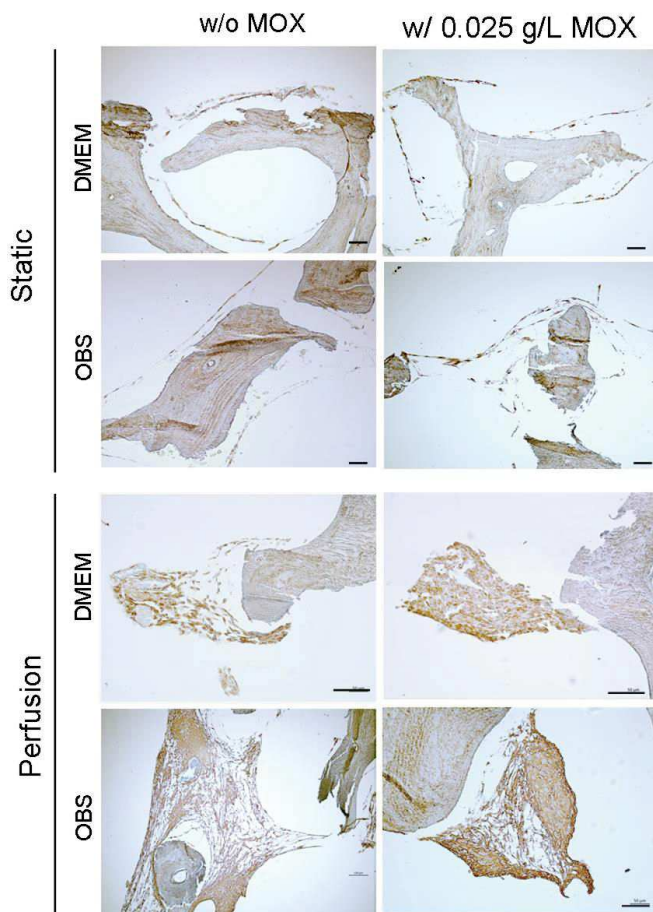 w/o MOX
w/ 0.025 g/L MOX
Static
DMEM
OBS
Perfusion
DMEM
OBS